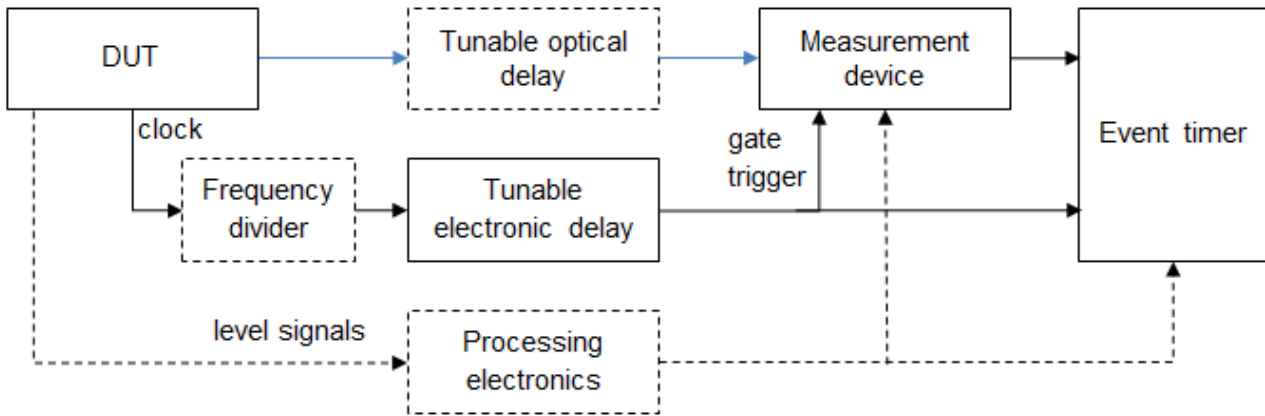 DUT
Tunable optical
delay
Measurement
device
Event timer
clock
gate
trigger
Frequency
divider
Tunable
electronic delay
level signals
Processing
electronics